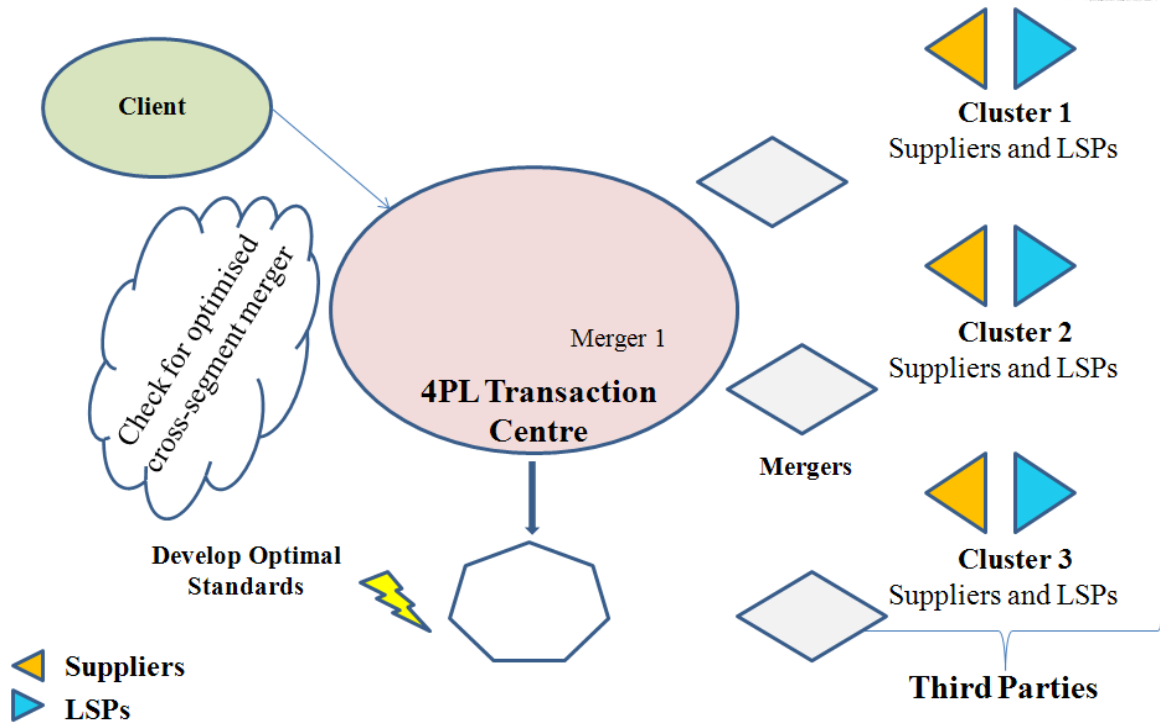 Client
Cluster 1
Suppliers and LSPs
Check for optimised
cross-segment merger
Cluster 2
Suppliers and LSPs
Merger 1
4PL Transaction
Centre
Mergers
Develop Optimal
Standards
Cluster 3
Suppliers and LSPs
Suppliers
LSPs
Third Parties